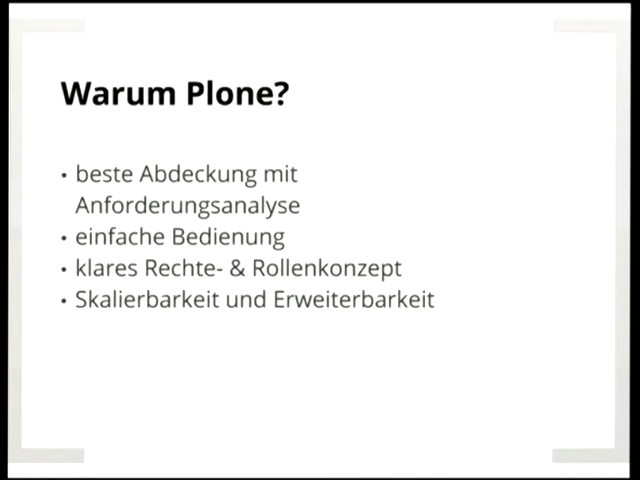 Warum Plone?
• beste Abdeckung mit
Anforderungsanalyse
• einfache Bedienung
• klares Rechte- & Rollenkonzept
• Skalierbarkeit und Erweiterbarkeit